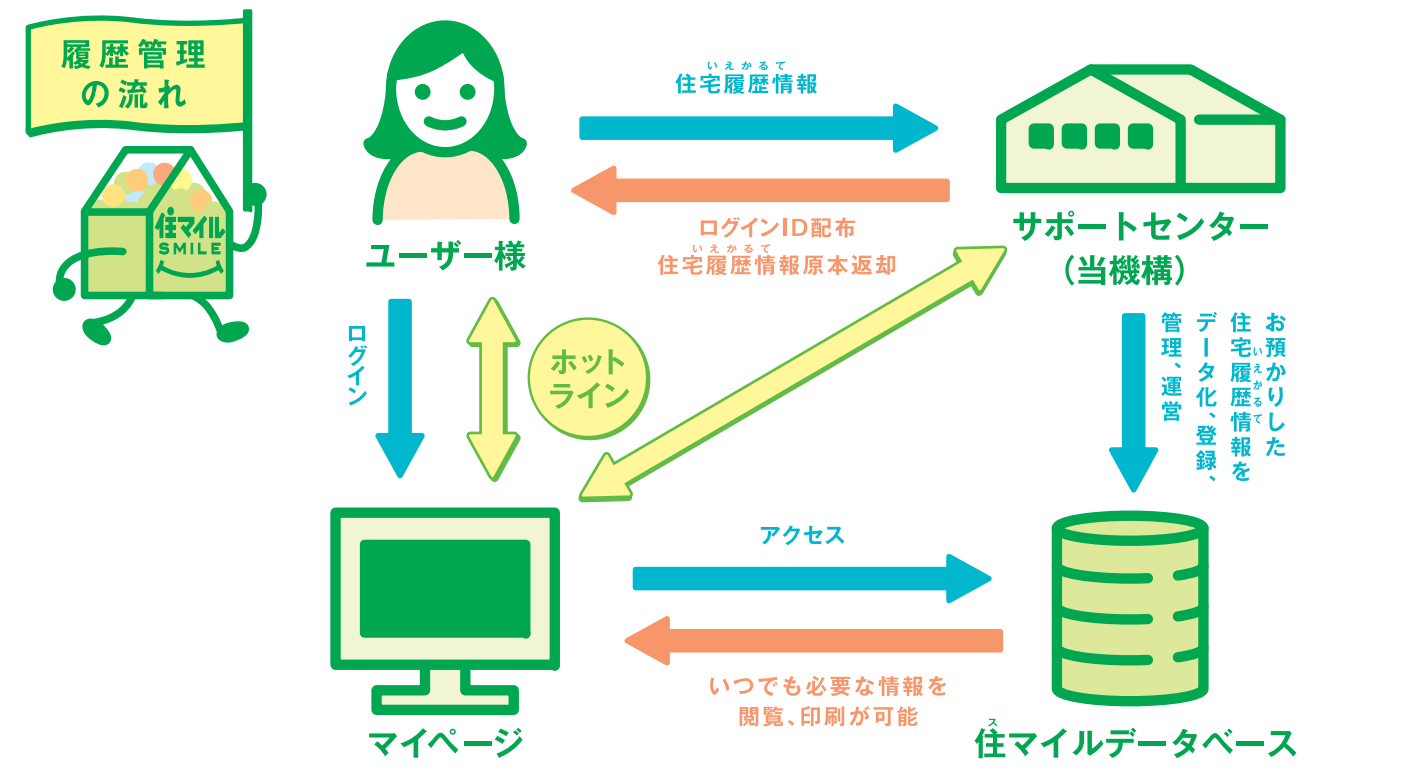 履歴管理
の流れ
住マイル
SMILE
いえかるて
住宅履歴情報
ログインID配布
いえかるて
住宅履歴情報原本返却
ユーザー様
サポートセンター
（当機構）
ログイン
ホット
ライン
お預かりした
住宅履歴情報を
いえかるて
データ化、登録、
管理、運営
アクセス
いつでも必要な情報を
閲覧、印刷が可能
マイページ
ス
住マイルデータベース